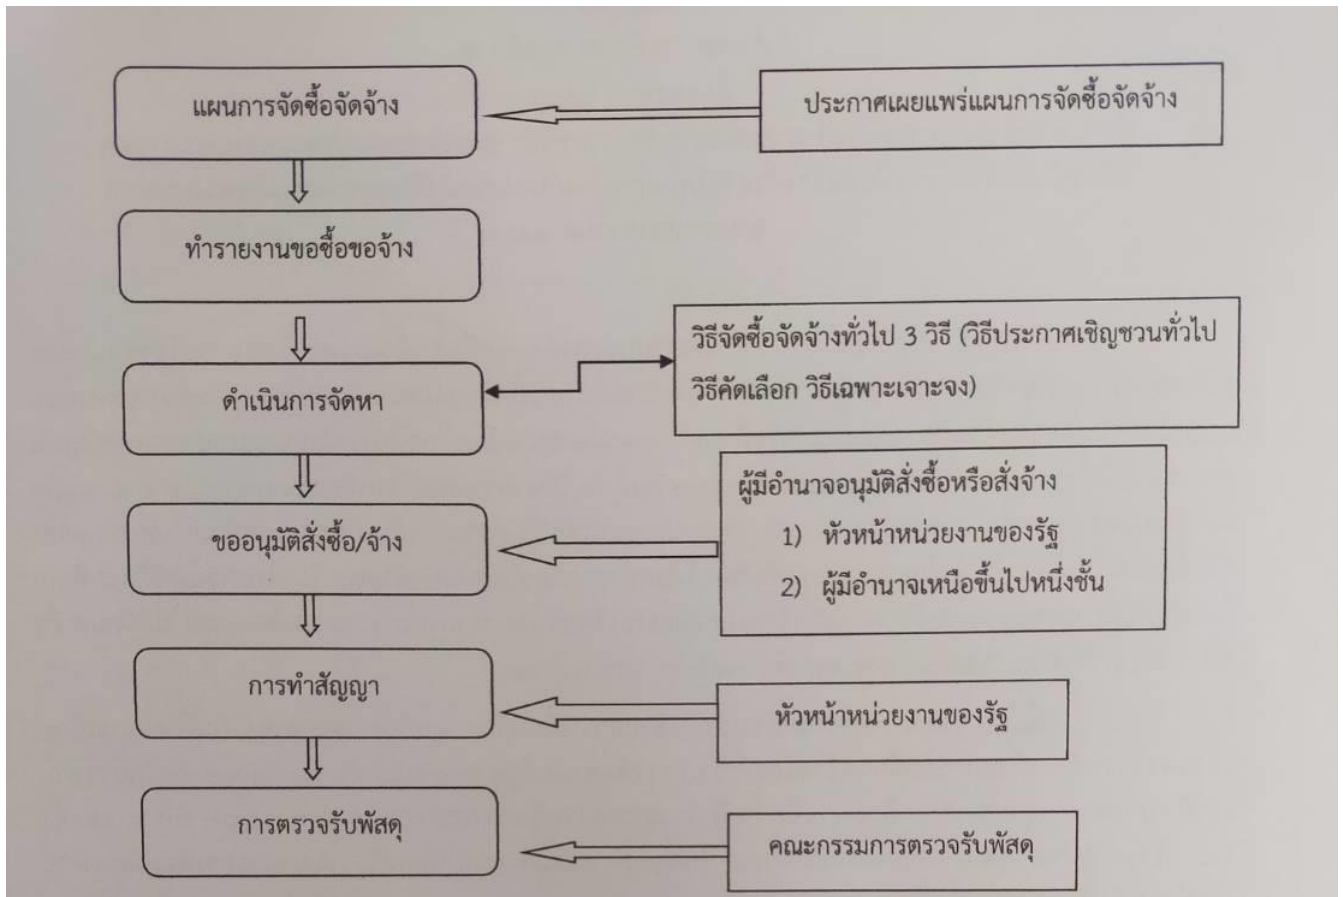 แผนการจัดซื้อจัดจ้าง
ประกาศเผยแพร่แผนการจัดซื้อจัดจ้าง
ทำรายงานขอซื้อขอจ้าง
ดำเนินการจัดหา
วิธีจัดซื้อจัดจ้างทั่วไป 3 วิธี (วิธีประกาศเชิญชวนทั่วไป
วิธีคัดเลือก วิธีเฉพาะเจาะจง)
ขออนุมัติสั่งซื้อ/จ้าง
ผู้มีอำนาจอนุมัติสั่งซื้อหรือสั่งจ้าง
1) หัวหน้าหน่วยงานของรัฐ
2) ผู้มีอำนาจเหนือขึ้นไปหนึ่งชั้น
การทำสัญญา
หัวหน้าหน่วยงานของรัฐ
การตรวจรับพัสดุ
คณะกรรมการตรวจรับพัสดุ